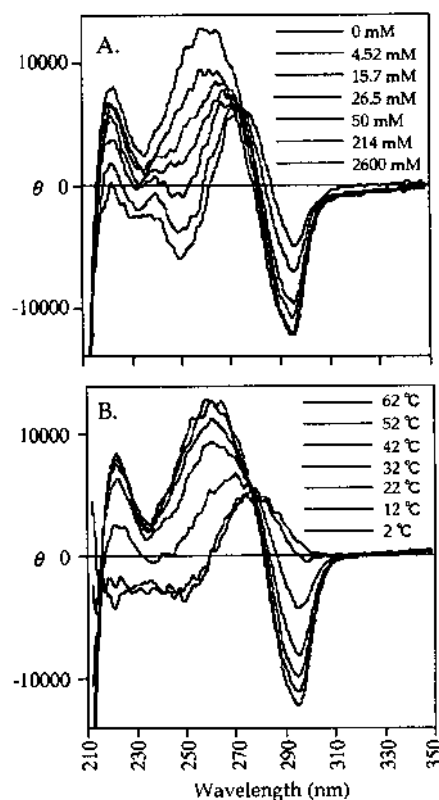 A.
10000
θ 0
-10000
0 mM
4.52 mM
15.7 mM
26.5 mM
50 mM
214 mM
2600 mM
B.
10000
θ 0
-10000
62 °C
52 °C
42 °C
32 °C
22 °C
12 °C
2 °C
210 230 250 270 290 310 330 350
Wavelength (nm)